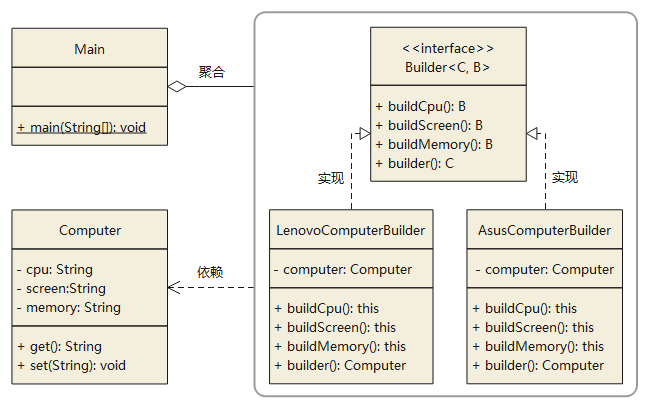 Main
+ main(String[]): void
聚合
<<interface>>
Builder<C, B>
+ buildCpu(): B
+ buildScreen(): B
+ buildMemory(): B
+ builder(): C
实现
实现
Computer
- cpu: String
- screen:String
- memory: String
+ get(): String
+ set(String): void
依赖
LenovoComputerBuilder
- computer: Computer
+ buildCpu(): this
+ buildScreen(): this
+ buildMemory(): this
+ builder(): Computer
AsusComputerBuilder
- computer: Computer
+ buildCpu(): this
+ buildScreen(): this
+ buildMemory(): this
+ builder(): Computer